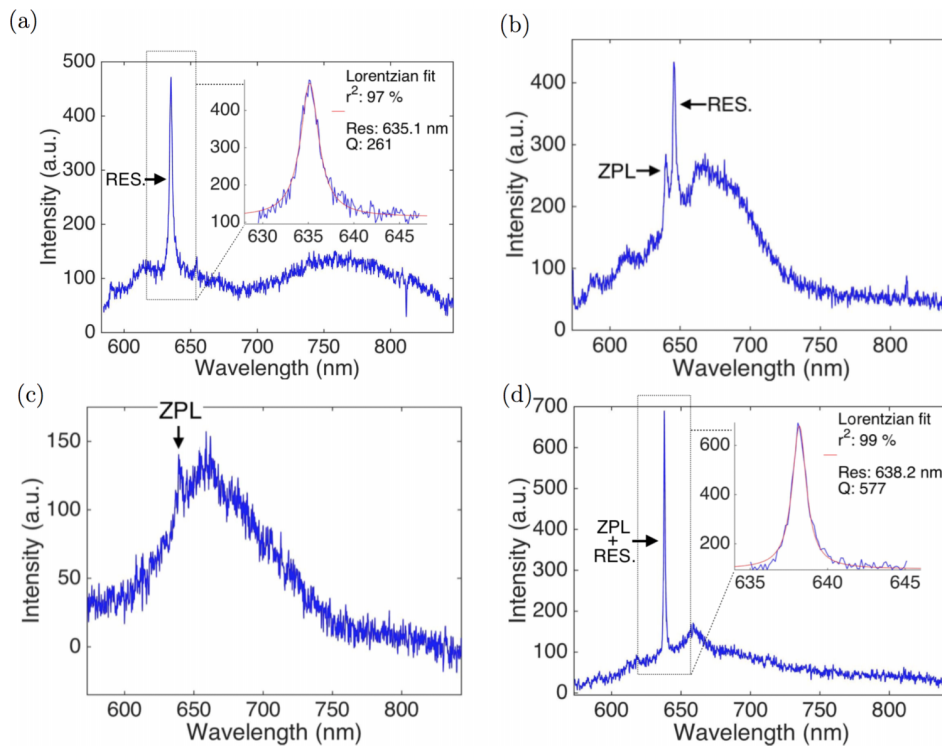 (a)
500
400
300
200
100
0
Intensity (a.u.)
RES.
400
300
200
100
630 635 640 645
Lorentzian fit
r²: 97 %
Res: 635.1 nm
Q: 261
600 650 700 750 800
Wavelength (nm)
(b)
400
300
200
100
0
Intensity (a.u.)
RES.
ZPL
600 650 700 750 800
Wavelength (nm)
(c)
150
100
50
0
Intensity (a.u.)
ZPL
600 650 700 750 800
Wavelength (nm)
(d)
700
600
500
400
300
200
100
0
Intensity (a.u.)
ZPL
+
RES.
600
400
200
635 640 645
Lorentzian fit
r²: 99 %
Res: 638.2 nm
Q: 577
600 650 700 750 800
Wavelength (nm)